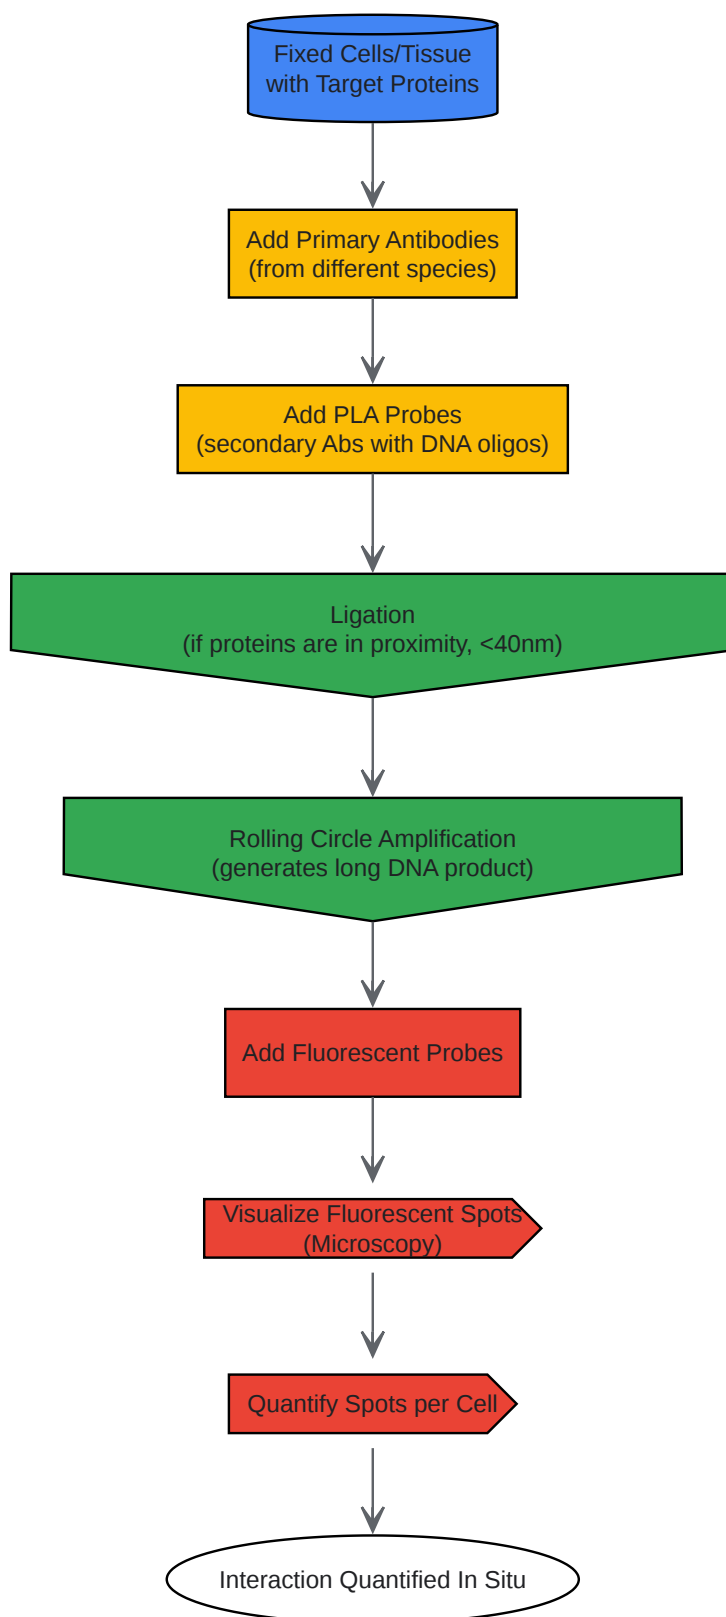 Fixed Cells/Tissue
with Target Proteins
Add Primary Antibodies
(from different species)
Add PLA Probes
(secondary Abs with DNA oligos)
Ligation
(if proteins are in proximity, <40nm)
Rolling Circle Amplification
(generates long DNA product)
Add Fluorescent Probes
Visualize Fluorescent Spots
(Microscopy)
Quantify Spots per Cell
Interaction Quantified In Situ